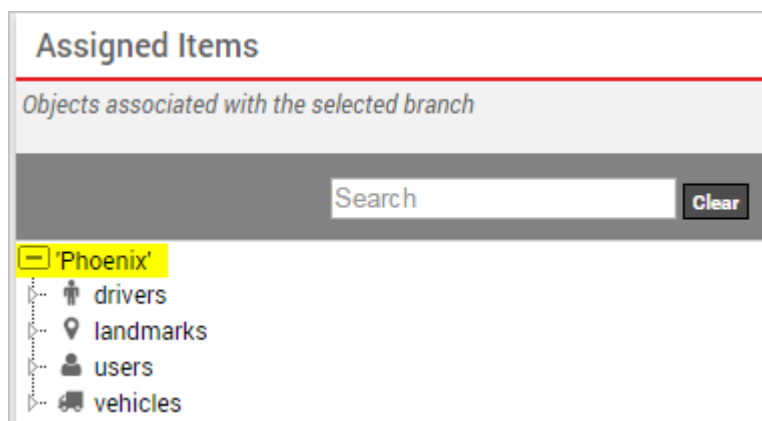 Assigned Items
Objects associated with the selected branch
Search Clear
'Phoenix'
drivers
landmarks
users
vehicles